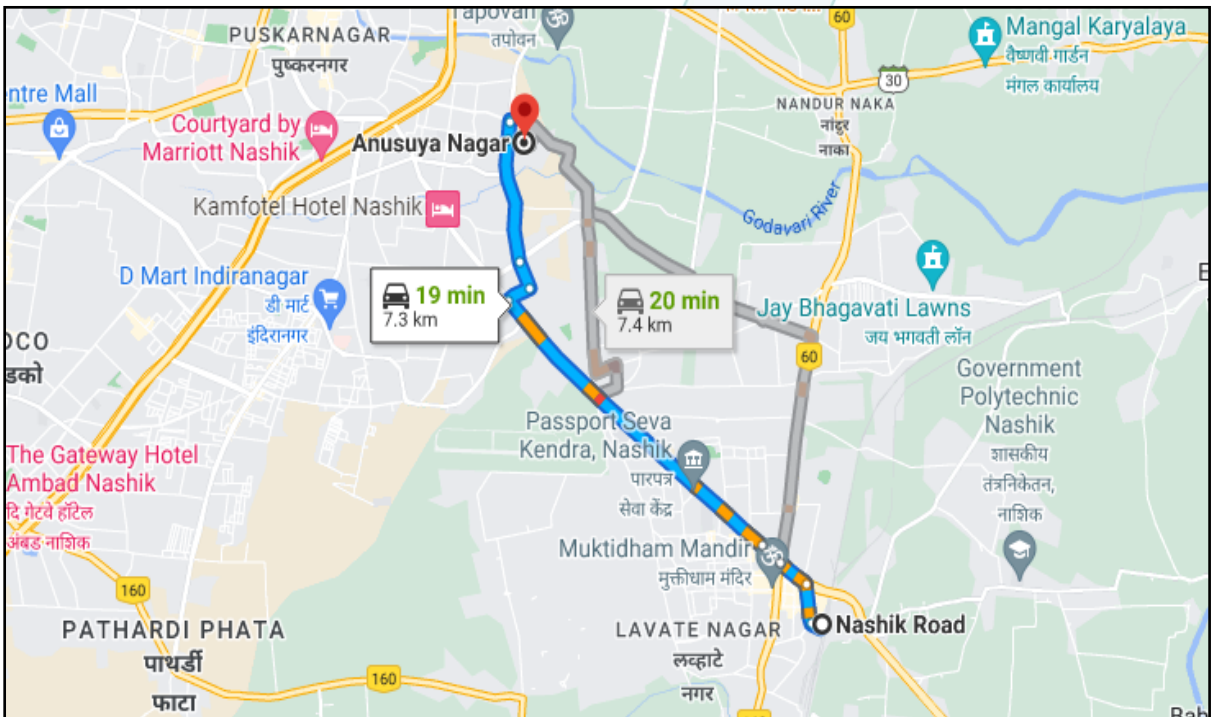 Tapovan
तपोवन
60
Mangal Karyalaya
वैष्णवी गार्डन
मंगल कार्यालय
PUSKARNAGAR
पुष्करनगर
30
NANDUR NAKA
नांदुर
नाका
entre Mall
Courtyard by
Marriott Nashik
Anusuya Nagar
Kamfotel Hotel Nashik
Godavari River
D Mart Indiranagar
डी मार्ट
इंदिरानगर
19 min
7.3 km
20 min
7.4 km
Jay Bhagavati Lawns
जय भगवती लॉन
60
OCO
डको
Government
Polytechnic
Nashik
शासकीय
तंत्रनिकेतन,
नाशिक
Passport Seva
Kendra, Nashik
पारपत्र
सेवा केंद्र
The Gateway Hotel
Ambad Nashik
दि गेटवे हॉटेल
अंबड नाशिक
Muktidham Mandir
मुक्तीधाम मंदिर
160
PATHARDI PHATA
पाथर्डी
फाटा
Nashik Road
LAVATE NAGAR
लव्हाटे
नगर
160